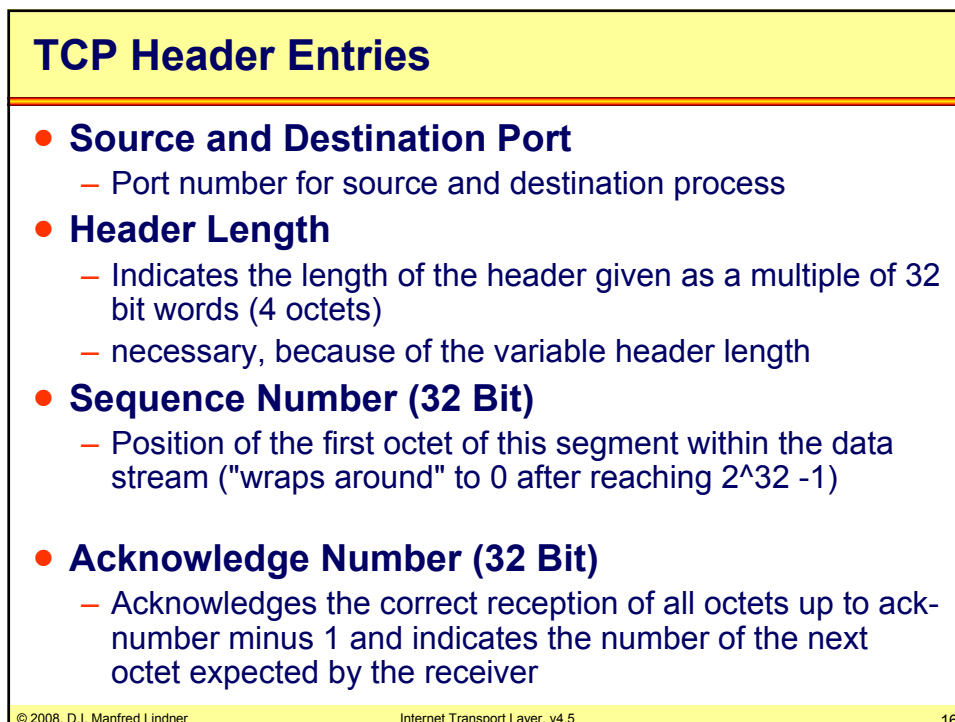 TCP Header Entries
• Source and Destination Port
– Port number for source and destination process
• Header Length
– Indicates the length of the header given as a multiple of 32
bit words (4 octets)
– necessary, because of the variable header length
• Sequence Number (32 Bit)
– Position of the first octet of this segment within the data
stream ("wraps around" to 0 after reaching 2^32 -1)
• Acknowledge Number (32 Bit)
– Acknowledges the correct reception of all octets up to ack-
number minus 1 and indicates the number of the next
octet expected by the receiver
© 2008, D.I. Manfred Lindner Internet Transport Layer, v4.5 16